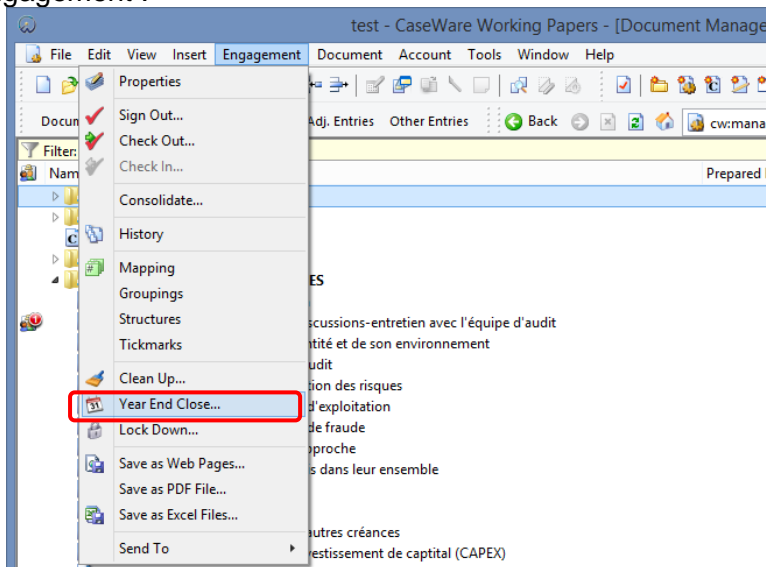 test - CaseWare Working Papers - [Document Manage
File Edit View Insert Engagement Document Account Tools Window Help
Properties
Sign Out...
Docun Adj. Entries Other Entries Back cw:mana
Check Out...
Filter:
Check In...
Nam Prepared
Consolidate...
History
Mapping
ES
Groupings
Structures
scussions-entretien avec l'équipe d'audit
Tickmarks
ntité et de son environnement
udit
Clean Up...
tion des risques
Year End Close...
d'exploitation
Lock Down...
de fraude
pproche
Save as Web Pages...
s dans leur ensemble
Save as PDF File...
Save as Excel Files...
autres créances
Send To
vestissement de captital (CAPEX)